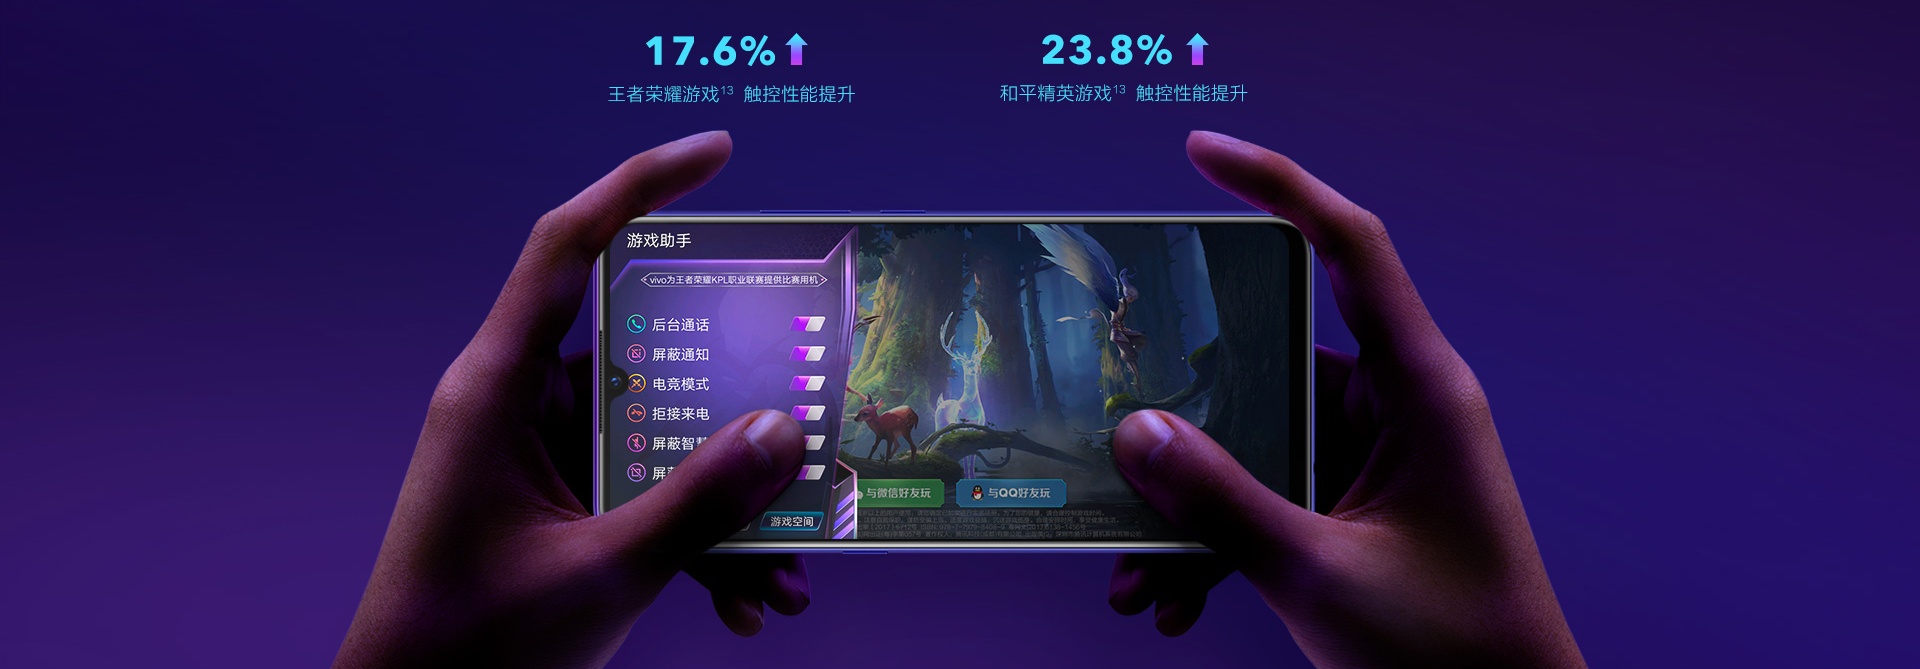 17.6%
23.8%
王者荣耀游戏13 触控性能提升
和平精英游戏13 触控性能提升
游戏助手
vivo为王者荣耀KPL职业联赛提供比赛用机
后台通话
屏蔽通知
电竞模式
拒接来电
屏蔽智
屏
与微信好友玩
与QQ好友玩
游戏空间